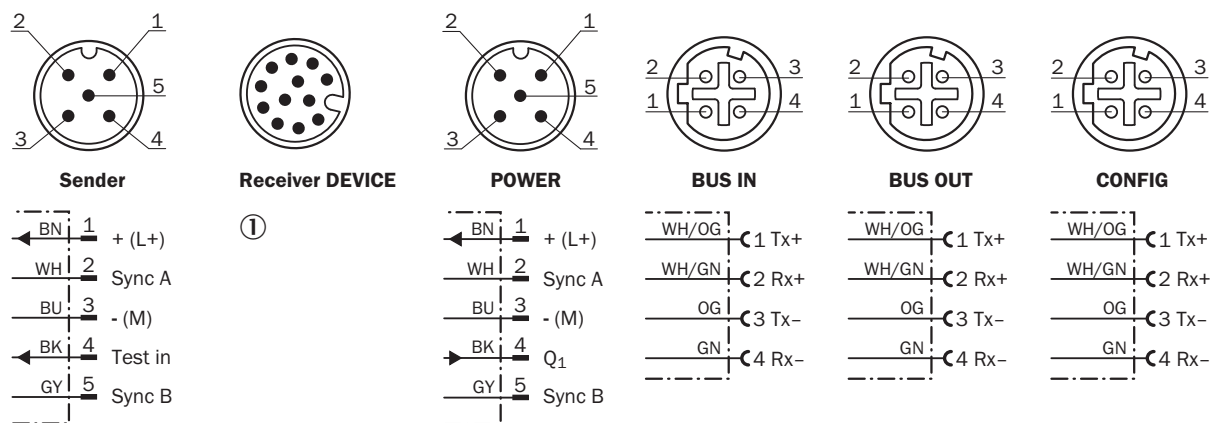 2 1
5
3 4
Sender
BN 1 + (L+)
WH 2 Sync A
BU 3 - (M)
BK 4 Test in
GY 5 Sync B
Receiver DEVICE
①
2 1
5
3 4
POWER
BN 1 + (L+)
WH 2 Sync A
BU 3 - (M)
BK 4 Q₁
GY 5 Sync B
2 3
1 4
BUS IN
WH/OG 1 Tx+
WH/GN 2 Rx+
OG 3 Tx–
GN 4 Rx–
2 3
1 4
BUS OUT
WH/OG 1 Tx+
WH/GN 2 Rx+
OG 3 Tx–
GN 4 Rx–
2 3
1 4
CONFIG
WH/OG 1 Tx+
WH/GN 2 Rx+
OG 3 Tx–
GN 4 Rx–